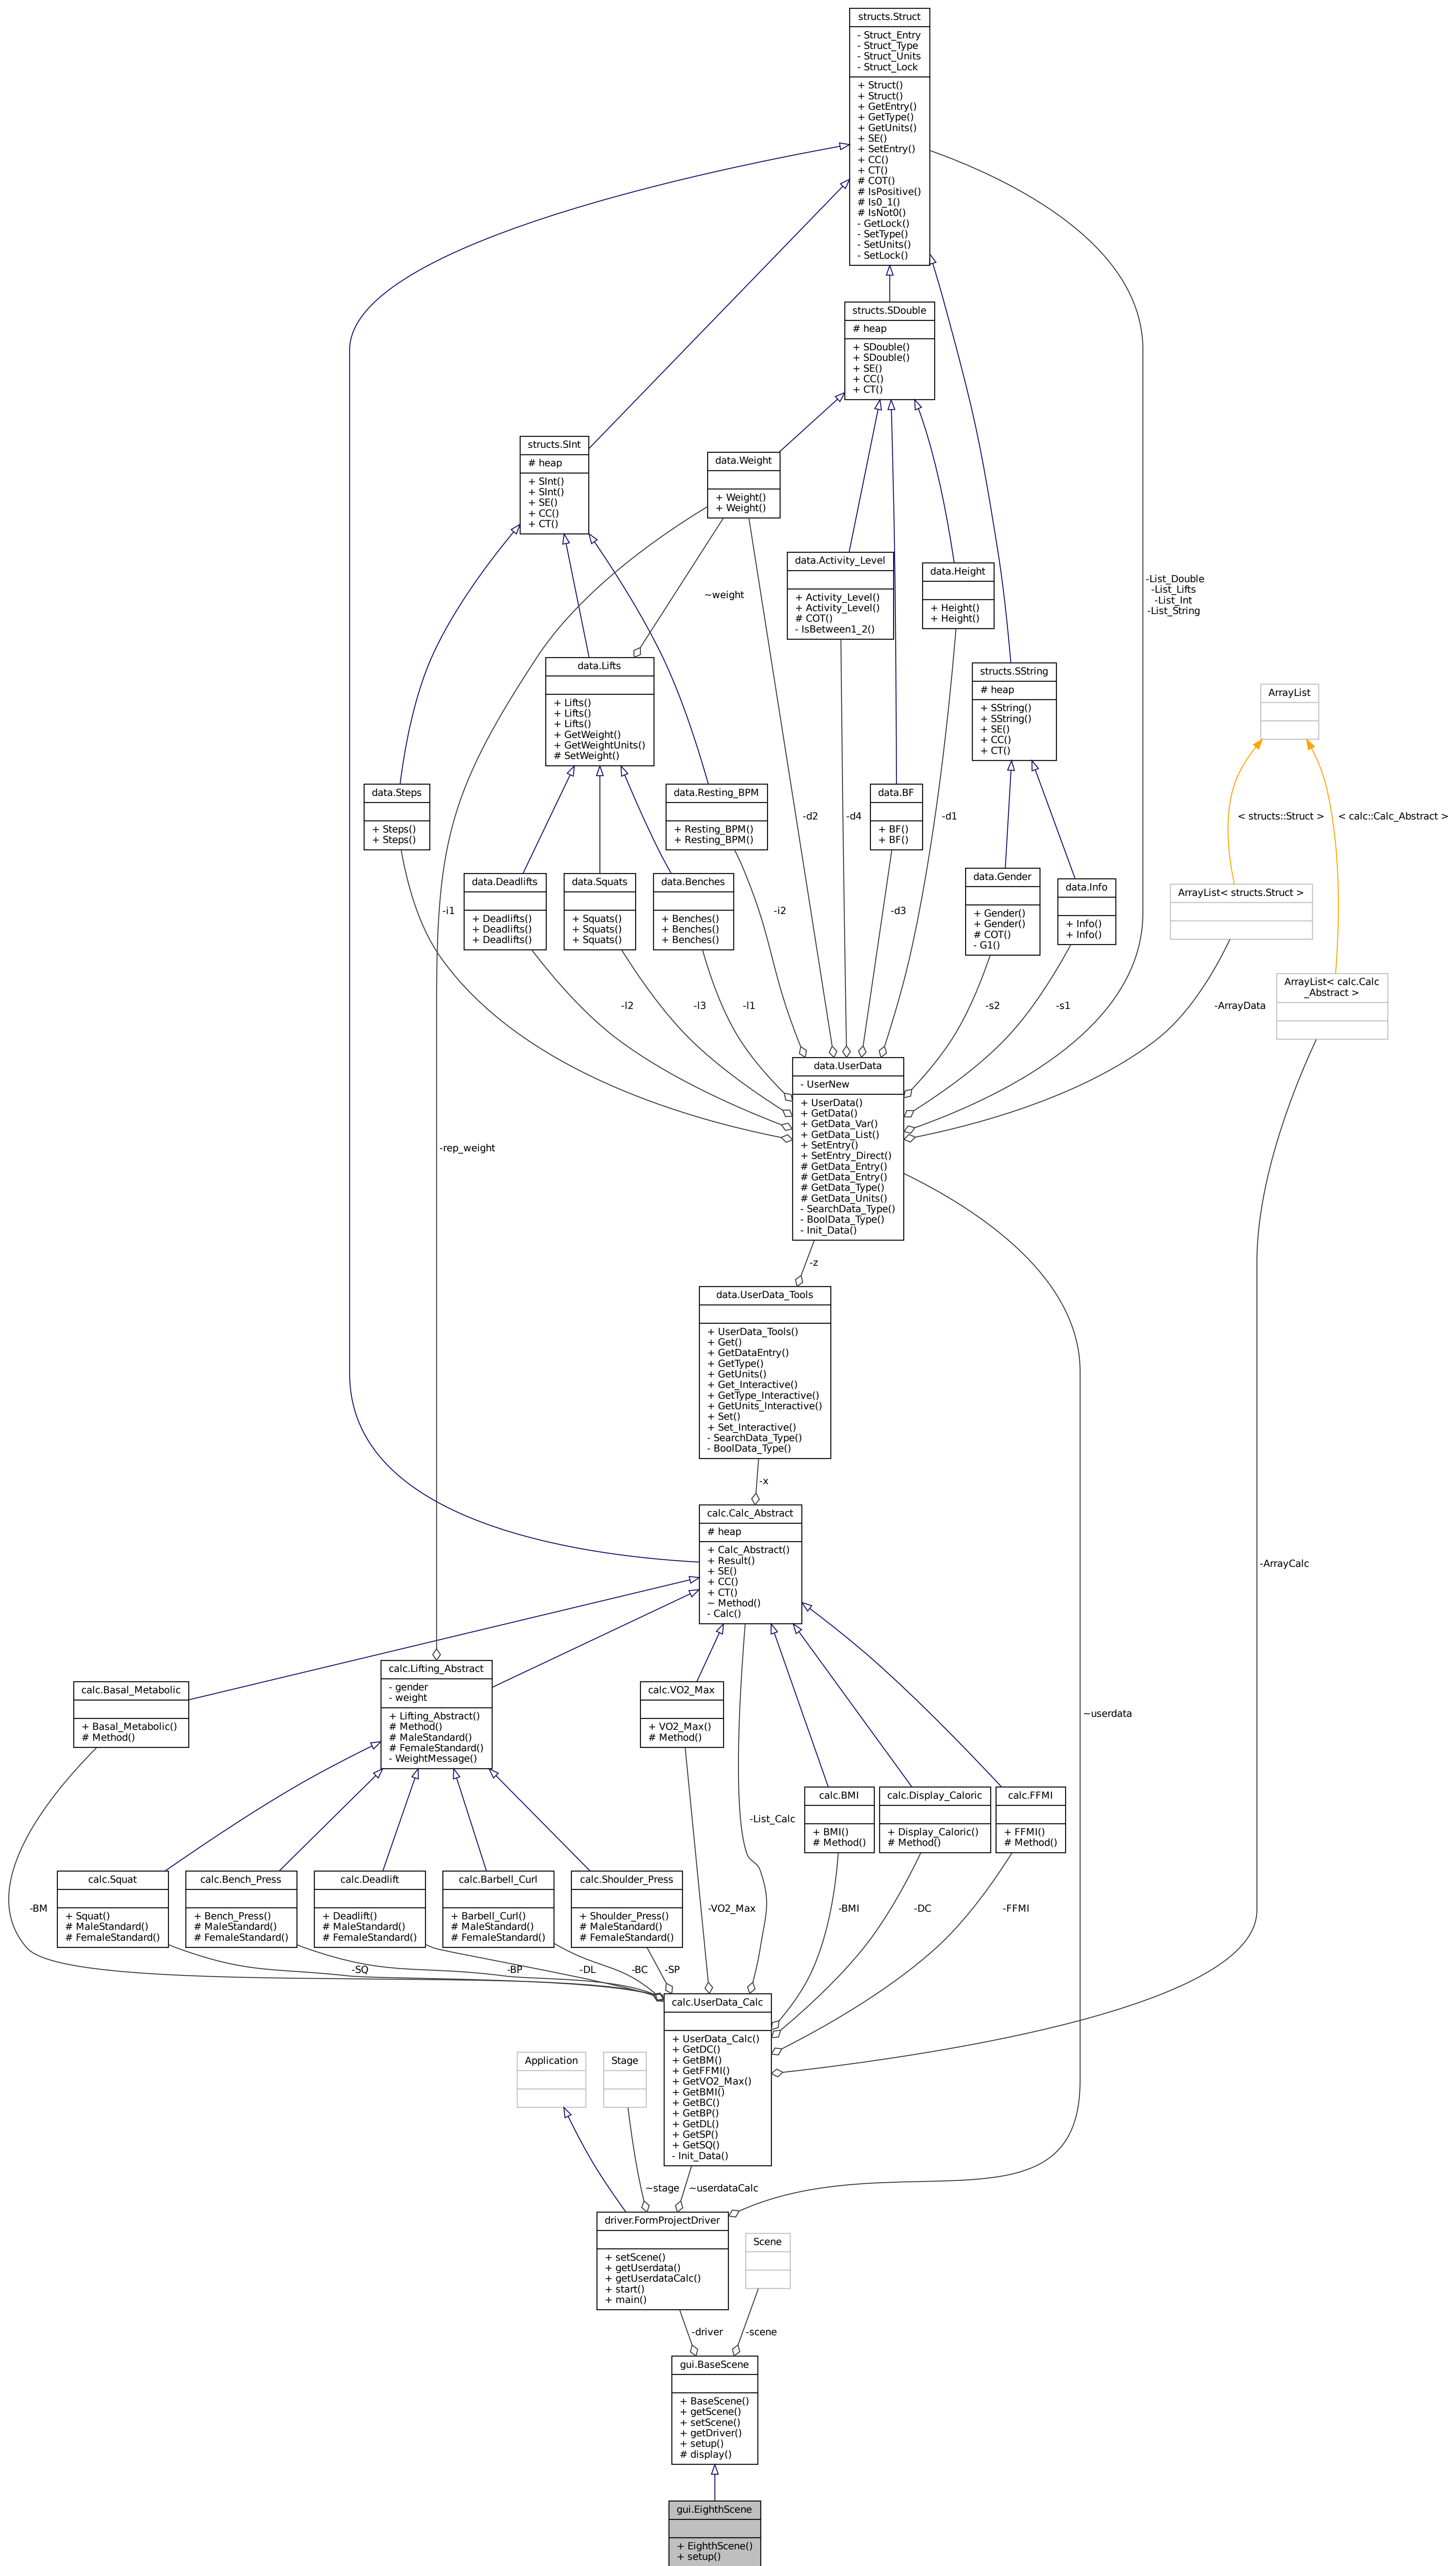 structs.Struct
- Struct_Entry
- Struct_Type
- Struct_Units
- Struct_Lock
+ Struct()
+ Struct()
+ GetEntry()
+ GetType()
+ GetUnits()
+ SE()
+ SetEntry()
+ CC()
+ CT()
# COT()
# IsPositive()
# Is0_1()
# IsNot0()
- GetLock()
- SetType()
- SetUnits()
- SetLock()
structs.SDouble
# heap
+ SDouble()
+ SDouble()
+ SE()
+ CC()
+ CT()
structs.SInt
# heap
+ SInt()
+ SInt()
+ SE()
+ CC()
+ CT()
data.Weight
+ Weight()
+ Weight()
data.Activity_Level
+ Activity_Level()
+ Activity_Level()
# COT()
- IsBetween1_2()
data.Height
+ Height()
+ Height()
~weight
-List_Double
-List_Lifts
-List_Int
-List_String
data.Lifts
+ Lifts()
+ Lifts()
+ Lifts()
+ GetWeight()
+ GetWeightUnits()
# SetWeight()
structs.SString
# heap
+ SString()
+ SString()
+ SE()
+ CC()
+ CT()
ArrayList
data.Steps
+ Steps()
+ Steps()
data.Resting_BPM
+ Resting_BPM()
+ Resting_BPM()
-d2
-d4
data.BF
+ BF()
+ BF()
-d1
< structs::Struct >
< calc::Calc_Abstract >
data.Deadlifts
+ Deadlifts()
+ Deadlifts()
+ Deadlifts()
data.Squats
+ Squats()
+ Squats()
+ Squats()
data.Benches
+ Benches()
+ Benches()
+ Benches()
data.Gender
+ Gender()
+ Gender()
# COT()
- G1()
data.Info
+ Info()
+ Info()
ArrayList< structs.Struct >
-i1
-i2
-d3
ArrayList< calc.Calc
_Abstract >
-l2
-l3
-l1
-s2
-s1
-ArrayData
data.UserData
- UserNew
+ UserData()
+ GetData()
+ GetData_Var()
+ GetData_List()
+ SetEntry()
+ SetEntry_Direct()
# GetData_Entry()
# GetData_Entry()
# GetData_Type()
# GetData_Units()
- SearchData_Type()
- BoolData_Type()
- Init_Data()
-rep_weight
-z
data.UserData_Tools
+ UserData_Tools()
+ Get()
+ GetDataEntry()
+ GetType()
+ GetUnits()
+ Get_Interactive()
+ GetType_Interactive()
+ GetUnits_Interactive()
+ Set()
+ Set_Interactive()
- SearchData_Type()
- BoolData_Type()
-x
calc.Calc_Abstract
# heap
+ Calc_Abstract()
+ Result()
+ SE()
+ CC()
+ CT()
~ Method()
- Calc()
-ArrayCalc
calc.Basal_Metabolic
+ Basal_Metabolic()
# Method()
calc.Lifting_Abstract
- gender
- weight
+ Lifting_Abstract()
# Method()
# MaleStandard()
# FemaleStandard()
- WeightMessage()
calc.VO2_Max
+ VO2_Max()
# Method()
~userdata
-List_Calc
calc.BMI
+ BMI()
# Method()
calc.Display_Caloric
+ Display_Caloric()
# Method()
calc.FFMI
+ FFMI()
# Method()
calc.Squat
+ Squat()
# MaleStandard()
# FemaleStandard()
calc.Bench_Press
+ Bench_Press()
# MaleStandard()
# FemaleStandard()
calc.Deadlift
+ Deadlift()
# MaleStandard()
# FemaleStandard()
calc.Barbell_Curl
+ Barbell_Curl()
# MaleStandard()
# FemaleStandard()
calc.Shoulder_Press
+ Shoulder_Press()
# MaleStandard()
# FemaleStandard()
-BM
-VO2_Max
-BMI
-DC
-FFMI
-SQ
-BP
-DL
-BC
-SP
calc.UserData_Calc
+ UserData_Calc()
+ GetDC()
+ GetBM()
+ GetFFMI()
+ GetVO2_Max()
+ GetBMI()
+ GetBC()
+ GetBP()
+ GetDL()
+ GetSP()
+ GetSQ()
- Init_Data()
Application
Stage
~stage
~userdataCalc
driver.FormProjectDriver
+ setScene()
+ getUserdata()
+ getUserdataCalc()
+ start()
+ main()
Scene
-driver
-scene
gui.BaseScene
+ BaseScene()
+ getScene()
+ setScene()
+ getDriver()
+ setup()
# display()
gui.EighthScene
+ EighthScene()
+ setup()